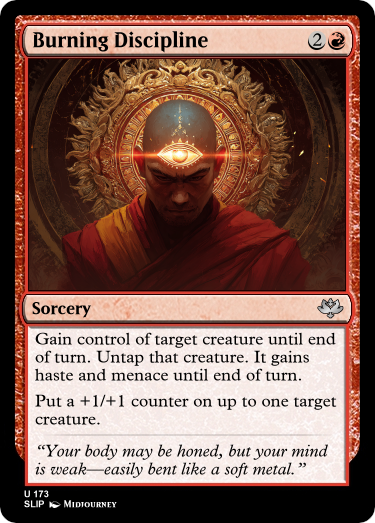 Burning Discipline 2
Sorcery
Gain control of target creature until end
of turn. Untap that creature. It gains
haste and menace until end of turn.
Put a +1/+1 counter on up to one target
creature.
“Your body may be honed, but your mind
is weak—easily bent like a soft metal.”
U 173
SLIP MIDJOURNEY